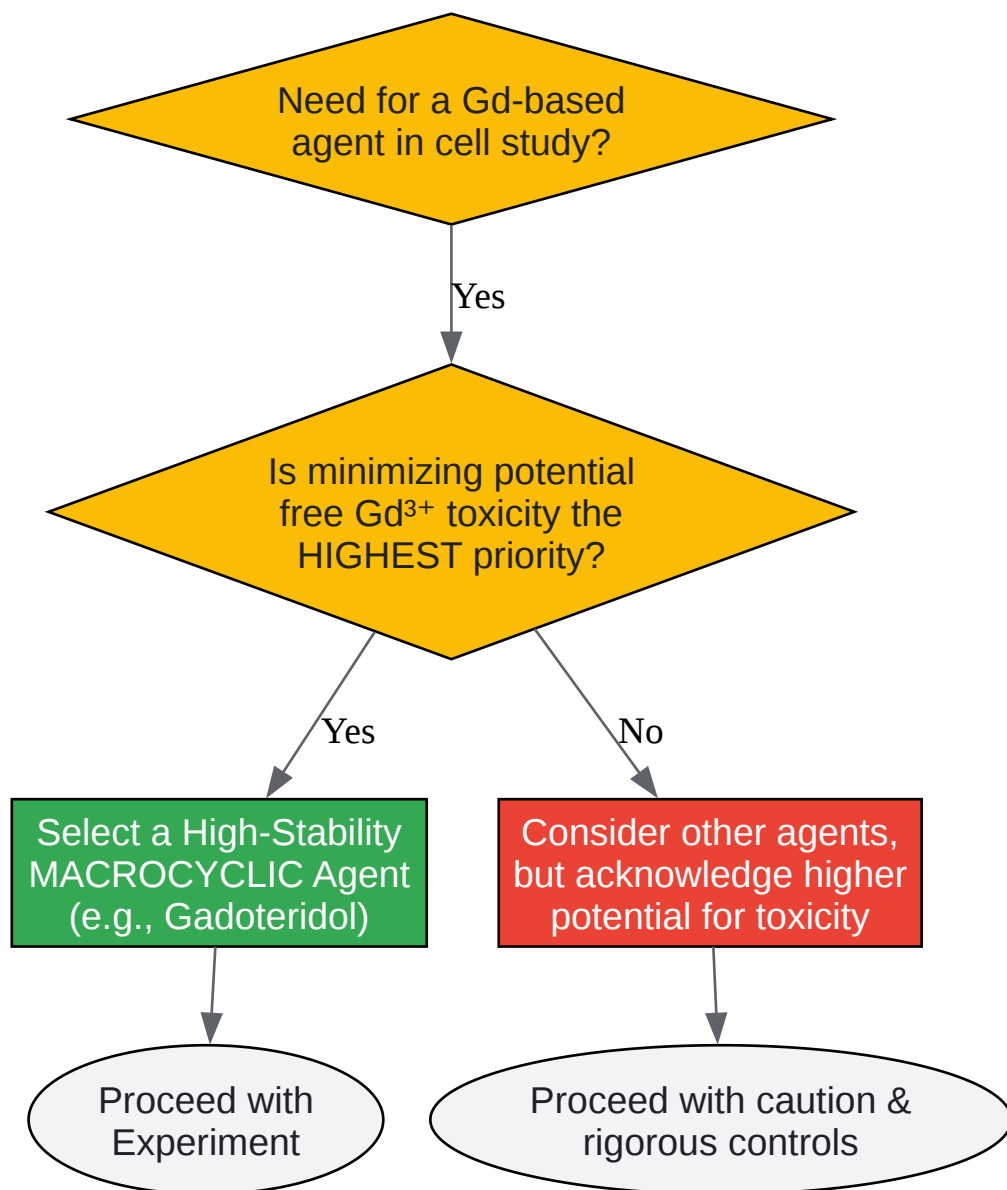 Need for a Gd-based
agent in cell study?
Yes
Is minimizing potential
free Gd³⁺ toxicity the
HIGHEST priority?
Yes
No
Select a High-Stability
MACROCYCLIC Agent
(e.g., Gadoteridol)
Consider other agents,
but acknowledge higher
potential for toxicity
Proceed with
Experiment
Proceed with caution &
rigorous controls